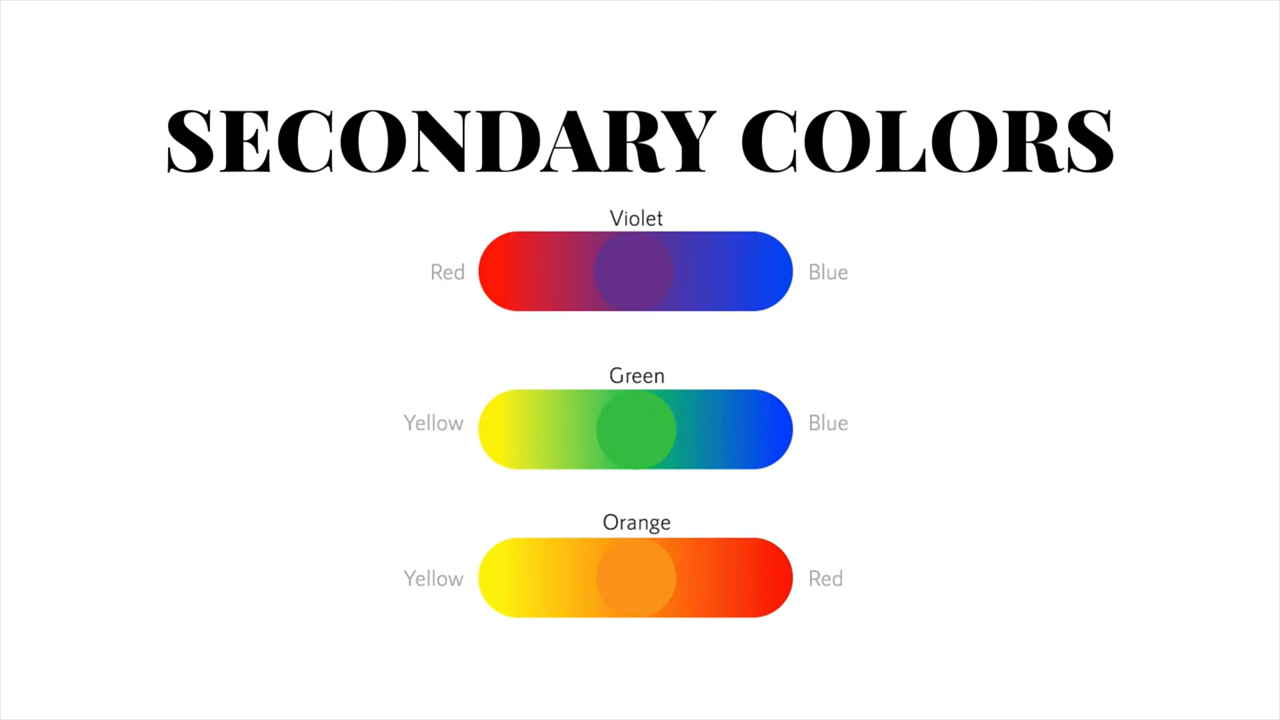 SECONDARY COLORS
Violet
Red Blue
Green
Yellow Blue
Orange
Yellow Red